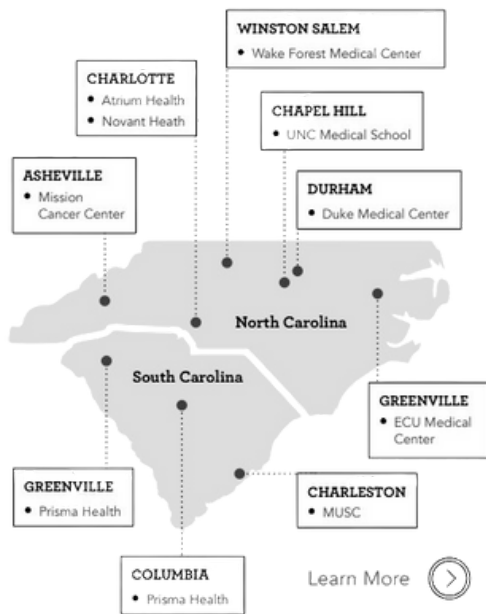 WINSTON SALEM
• Wake Forest Medical Center
CHARLOTTE
• Atrium Health
• Novant Heath
CHAPEL HILL
• UNC Medical School
ASHEVILLE
• Mission
Cancer Center
DURHAM
• Duke Medical Center
North Carolina
South Carolina
GREENVILLE
• ECU Medical
Center
GREENVILLE
• Prisma Health
CHARLESTON
• MUSC
COLUMBIA
• Prisma Health
Learn More